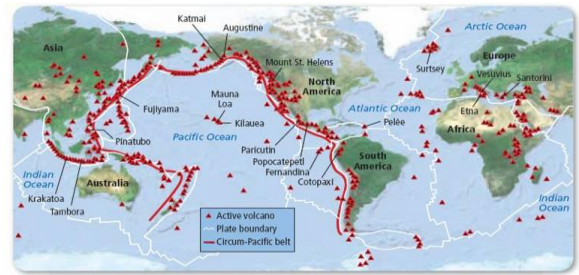 Katmai
Augustine
Arctic Ocean
Asia
Mount St. Helens
Surtsey
Europe
Vesuvius
Santorini
North
America
Mauna
Loa
Fujiyama
Kilauea
Atlantic Ocean
Pelée
Etna
Africa
Pinatubo
Pacific Ocean
Paricutin
Popocatepetl
Fernandina
Cotopaxi
South
America
Indian
Ocean
Australia
Krakatoa
Tambora
Indian
Ocean
Active volcano
Plate boundary
Circum-Pacific belt